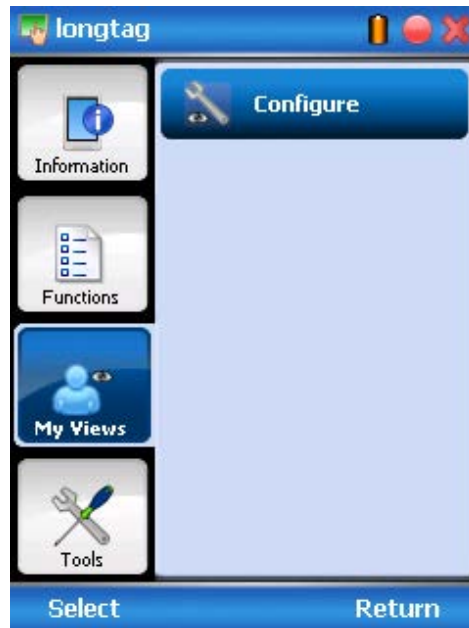 longtag
Configure
Information
Functions
My Views
Tools
Select
Return